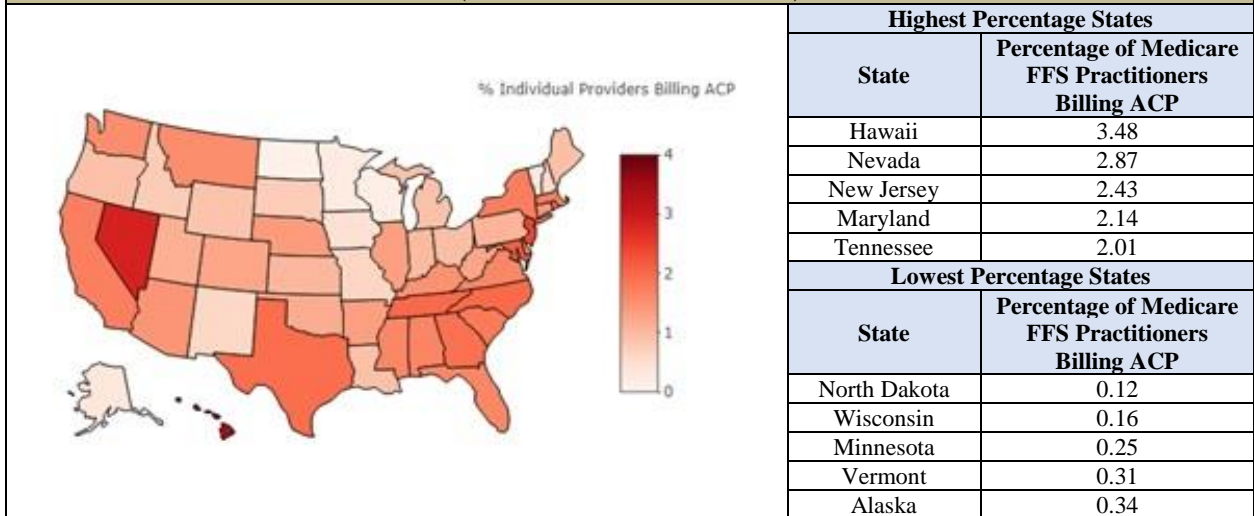 % Individual Providers Billing ACP
4
3
2
1
0
Highest Percentage States
State
Percentage of Medicare
FFS Practitioners
Billing ACP
Hawaii 3.48
Nevada 2.87
New Jersey 2.43
Maryland 2.14
Tennessee 2.01
Lowest Percentage States
State
Percentage of Medicare
FFS Practitioners
Billing ACP
North Dakota 0.12
Wisconsin 0.16
Minnesota 0.25
Vermont 0.31
Alaska 0.34